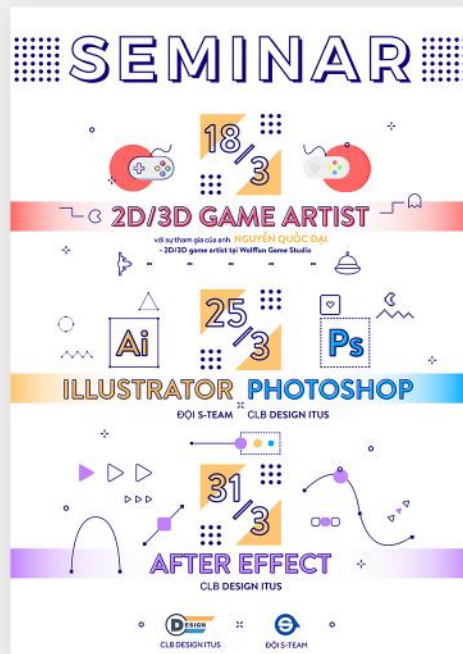 SEMINAR
18/3
2D/3D GAME ARTIST
với sự tham gia của anh NGUYỄN QUỐC ĐẠI
- 2D/3D game artist tại Wolffun Game Studio
25/3
Ai
Ps
ILLUSTRATOR PHOTOSHOP
ĐỘI S-TEAM CLB DESIGN ITUS
31/3
AFTER EFFECT
CLB DESIGN ITUS
DESIGN
CLB DESIGN ITUS ĐỘI S-TEAM